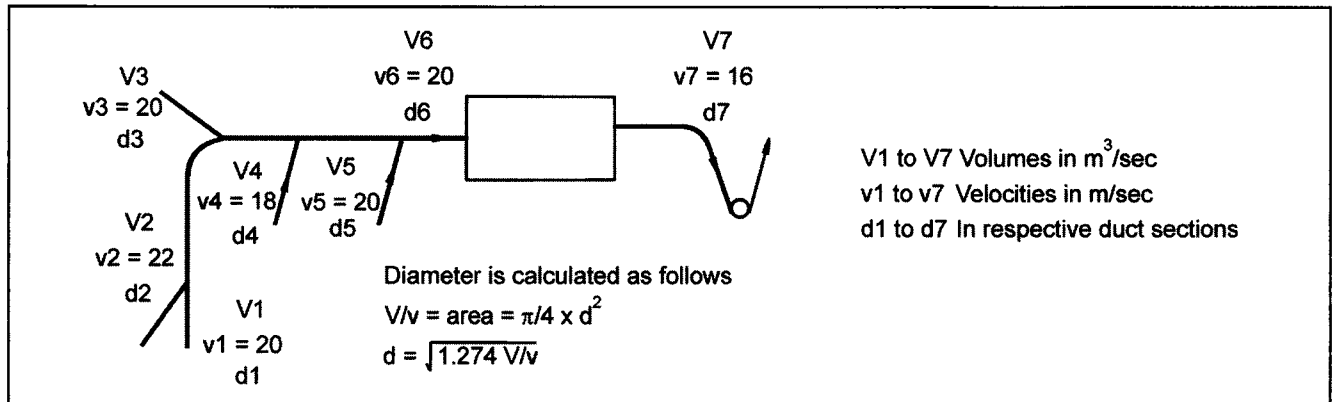 V6
v6 = 20
d6
V7
v7 = 16
d7
V3
v3 = 20
d3
V4
v4 = 18
d4
V5
v5 = 20
d5
V2
v2 = 22
d2
V1
v1 = 20
d1
Diameter is calculated as follows
V/v = area = π/4 x d²
d = √1.274 V/v
V1 to V7 Volumes in m³/sec
v1 to v7 Velocities in m/sec
d1 to d7 In respective duct sections